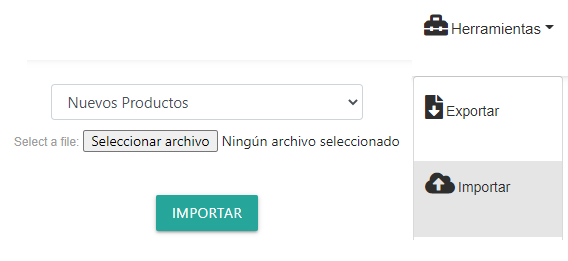 Herramientas
Nuevos Productos
Select a file: Seleccionar archivo Ningún archivo seleccionado
IMPORTAR
Exportar
Importar